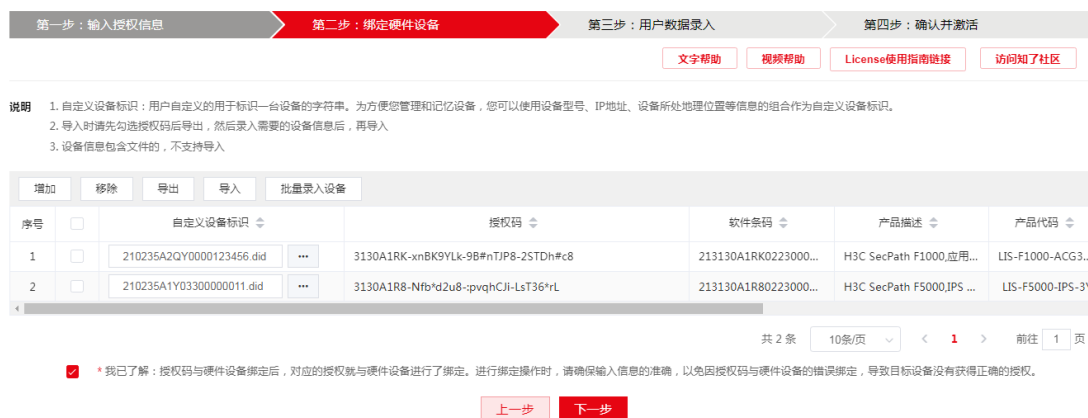 第一步：输入授权信息 第二步：绑定硬件设备 第三步：用户数据录入 第四步：确认并激活
文字帮助 视频帮助 License使用指南链接 访问知了社区
说明 1. 自定义设备标识：用户自定义的用于标识一台设备的字符串。为方便您管理和记忆设备，您可以使用设备型号、IP地址、设备所处地理位置等信息的组合作为自定义设备标识。
2. 导入时请先勾选授权码后导出，然后录入需要的设备信息后，再导入
3. 设备信息包含文件的，不支持导入
增加 移除 导出 导入 批量录入设备
序号 自定义设备标识 授权码 软件条码 产品描述 产品代码
1 210235A2QY0000123456.did ... 3130A1RK-xnBK9YLk-9B#nTJP8-2STDh#c8 213130A1RK0223000... H3C SecPath F1000,应用... LIS-F1000-ACG3...
2 210235A1Y03300000011.did ... 3130A1R8-Nfb*d2u8-:pvqhCJi-LsT36*rL 213130A1R80223000... H3C SecPath F5000,IPS ... LIS-F5000-IPS-3Y
共 2 条 10条/页 < 1 > 前往 1 页
* 我已了解：授权码与硬件设备绑定后，对应的授权就与硬件设备进行了绑定。进行绑定操作时，请确保输入信息的准确，以免因授权码与硬件设备的错误绑定，导致目标设备没有获得正确的授权。
上一步 下一步